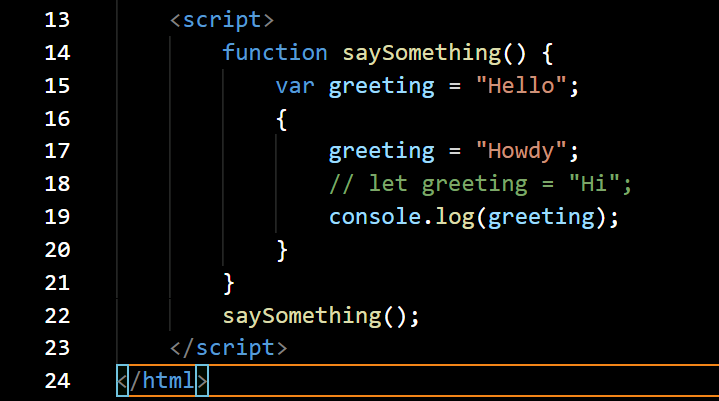 13 <script>
14 function saySomething() {
15 var greeting = "Hello";
16 {
17 greeting = "Howdy";
18 // let greeting = "Hi";
19 console.log(greeting);
20 }
21 }
22 saySomething();
23 </script>
24 </html>